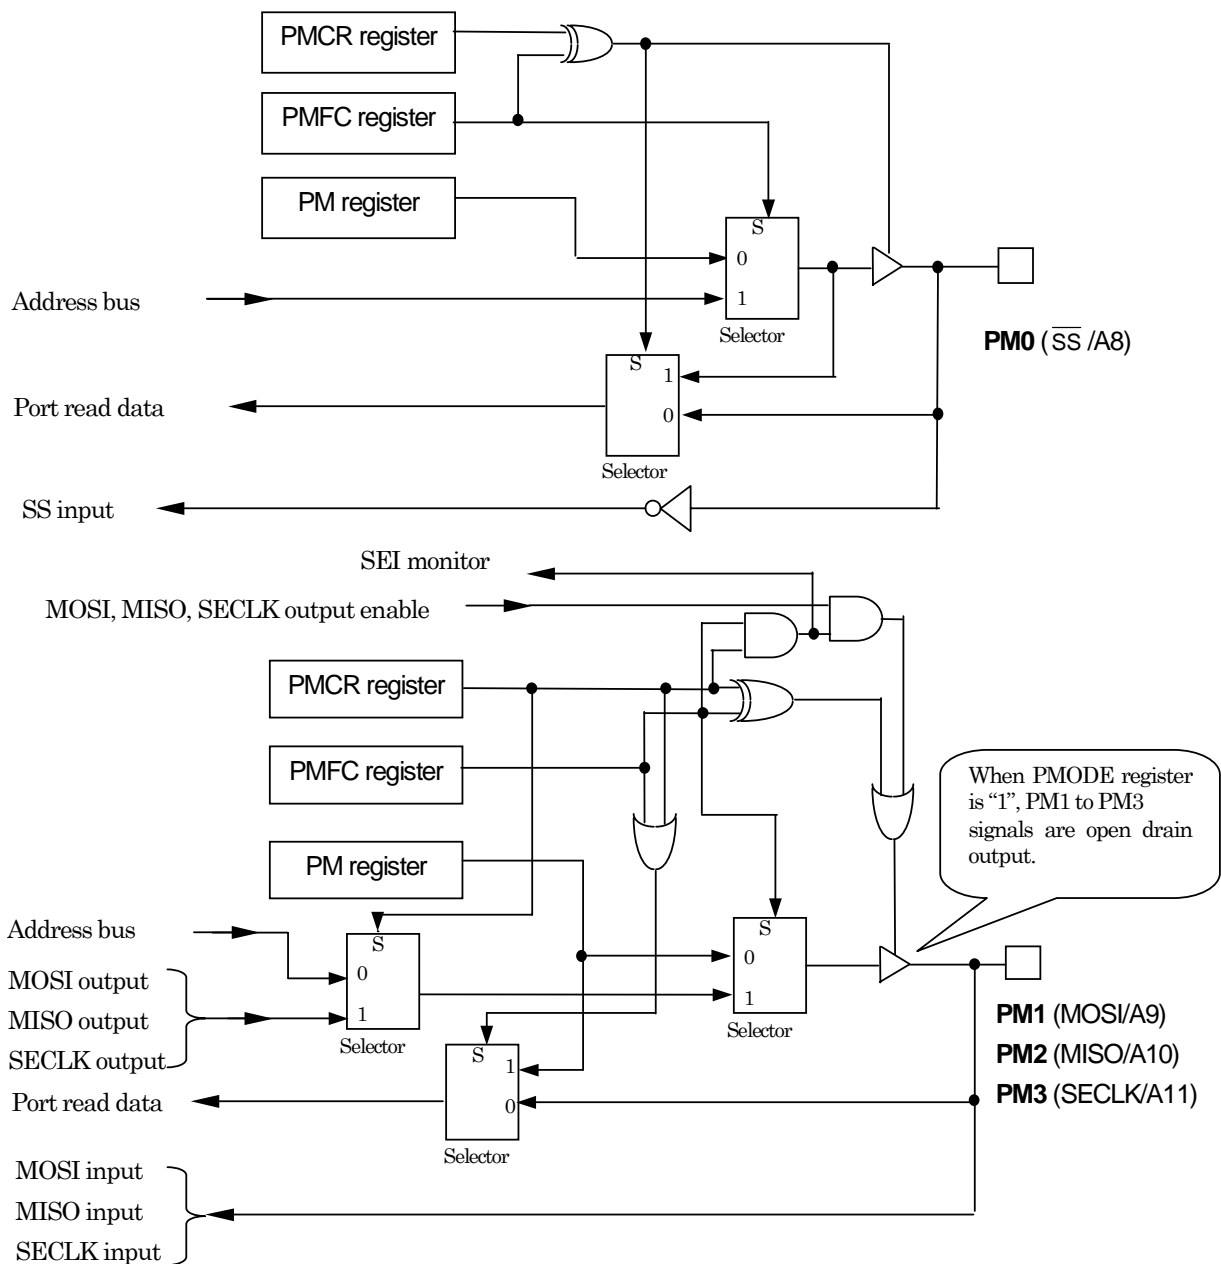 PMCR register
PMFC register
PM register
S
0
1
Address bus
Selector
PM0 (S̅S̅ /A8)
S
1
0
Port read data
Selector
SS input
SEI monitor
MOSI, MISO, SECLK output enable
PMCR register
PMFC register
When PMODE register
is “1”, PM1 to PM3
signals are open drain
output.
PM register
Address bus
S
0
1
MOSI output
MISO output
SECLK output
Selector
S
0
1
Selector
PM1 (MOSI/A9)
PM2 (MISO/A10)
PM3 (SECLK/A11)
S
1
0
Port read data
Selector
MOSI input
MISO input
SECLK input